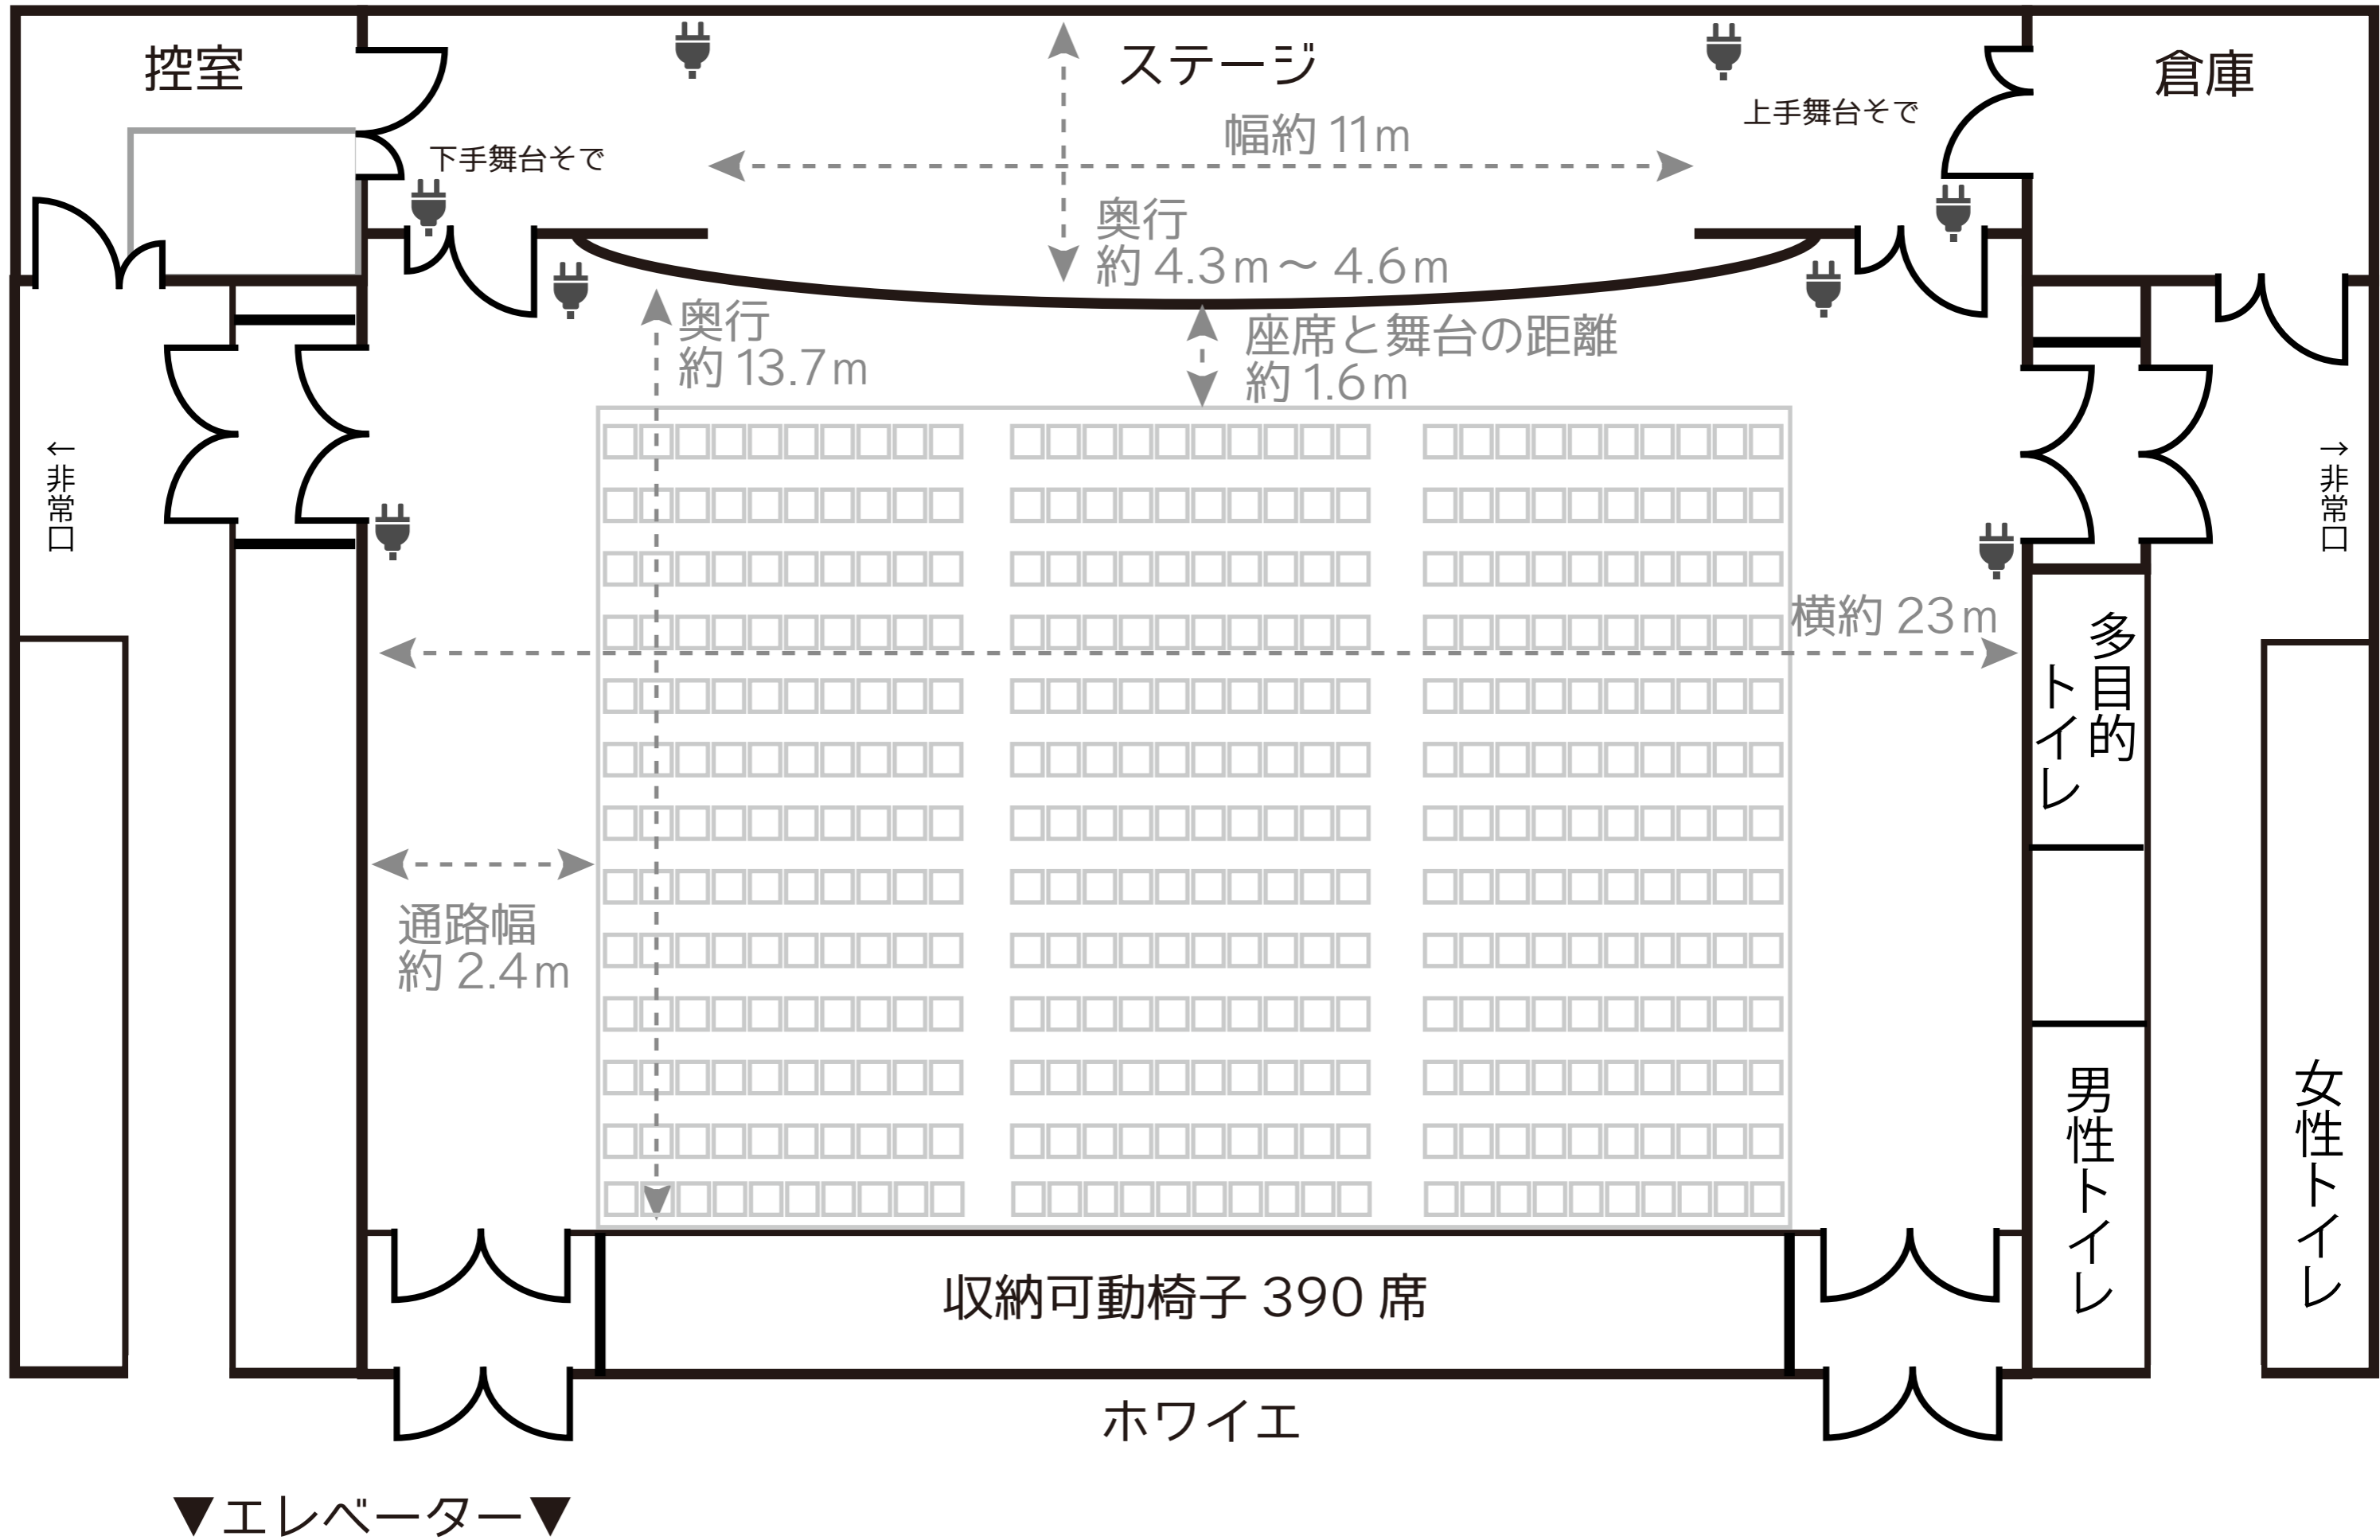 控室
ステージ
倉庫
下手舞台そで
幅約 11m
上手舞台そで
奥行
約 4.3m〜 4.6m
奥行
約 13.7m
座席と舞台の距離
約 1.6m
←非常口
→非常口
横約 23m
多目的
トイレ
通路幅
約 2.4m
男性トイレ
女性トイレ
収納可動椅子 390 席
ホワイエ
▼エレベーター▼